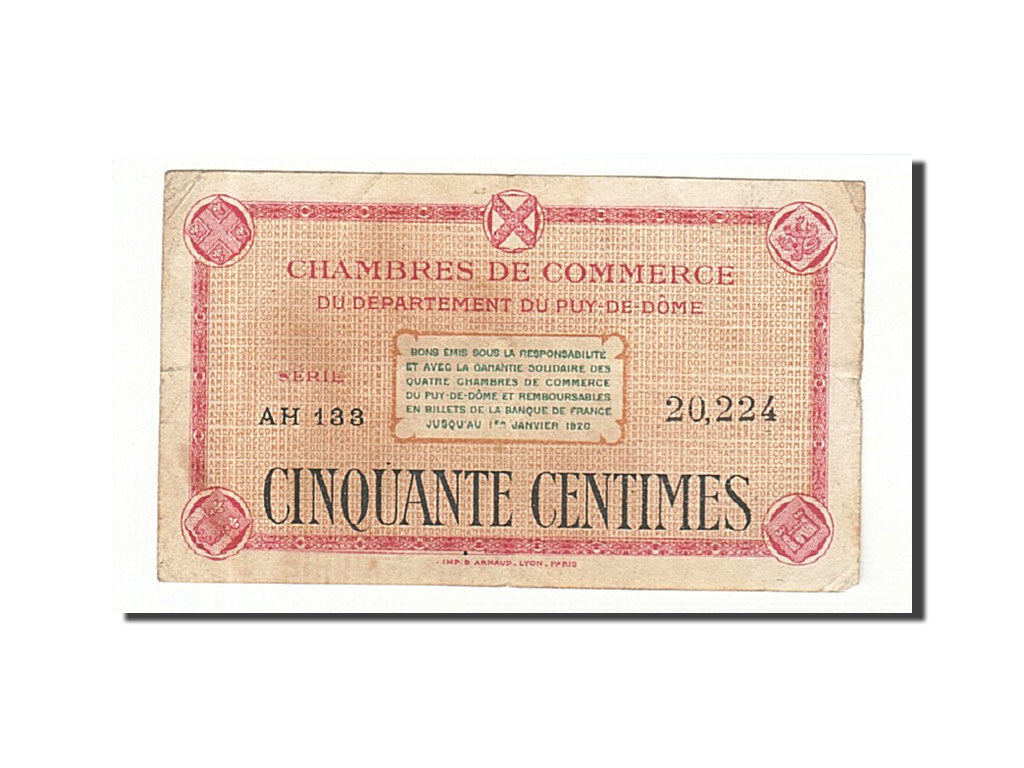 CHAMBRES DE COMMERCE
DU DÉPARTEMENT DU PUY-DE-DÔME
BONS ÉMIS SOUS LA RESPONSABILITÉ
ET AVEC LA GARANTIE SOLIDAIRE DES
QUATRE CHAMBRES DE COMMERCE
DU PUY-DE-DÔME ET REMBOURSABLES
EN BILLETS DE LA BANQUE DE FRANCE
JUSQU'AU 1ER JANVIER 1920
SÉRIE
AH 133
20,224
CINQUANTE CENTIMES
IMP. B. ARNAUD. LYON. PARIS